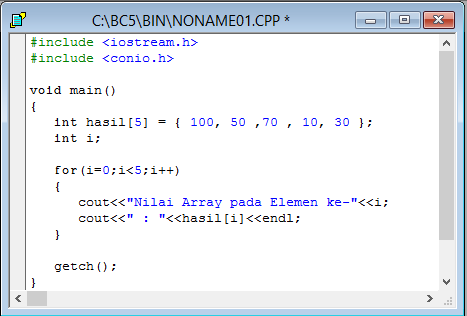 C:\BC5\BIN\NONAME01.CPP *
#include <iostream.h>
#include <conio.h>
void main()
{
int hasil[5] = { 100, 50 ,70 , 10, 30 };
int i;
for(i=0;i<5;i++)
{
cout<<"Nilai Array pada Elemen ke-"<<i;
cout<<" : "<<hasil[i]<<endl;
}
getch();
}